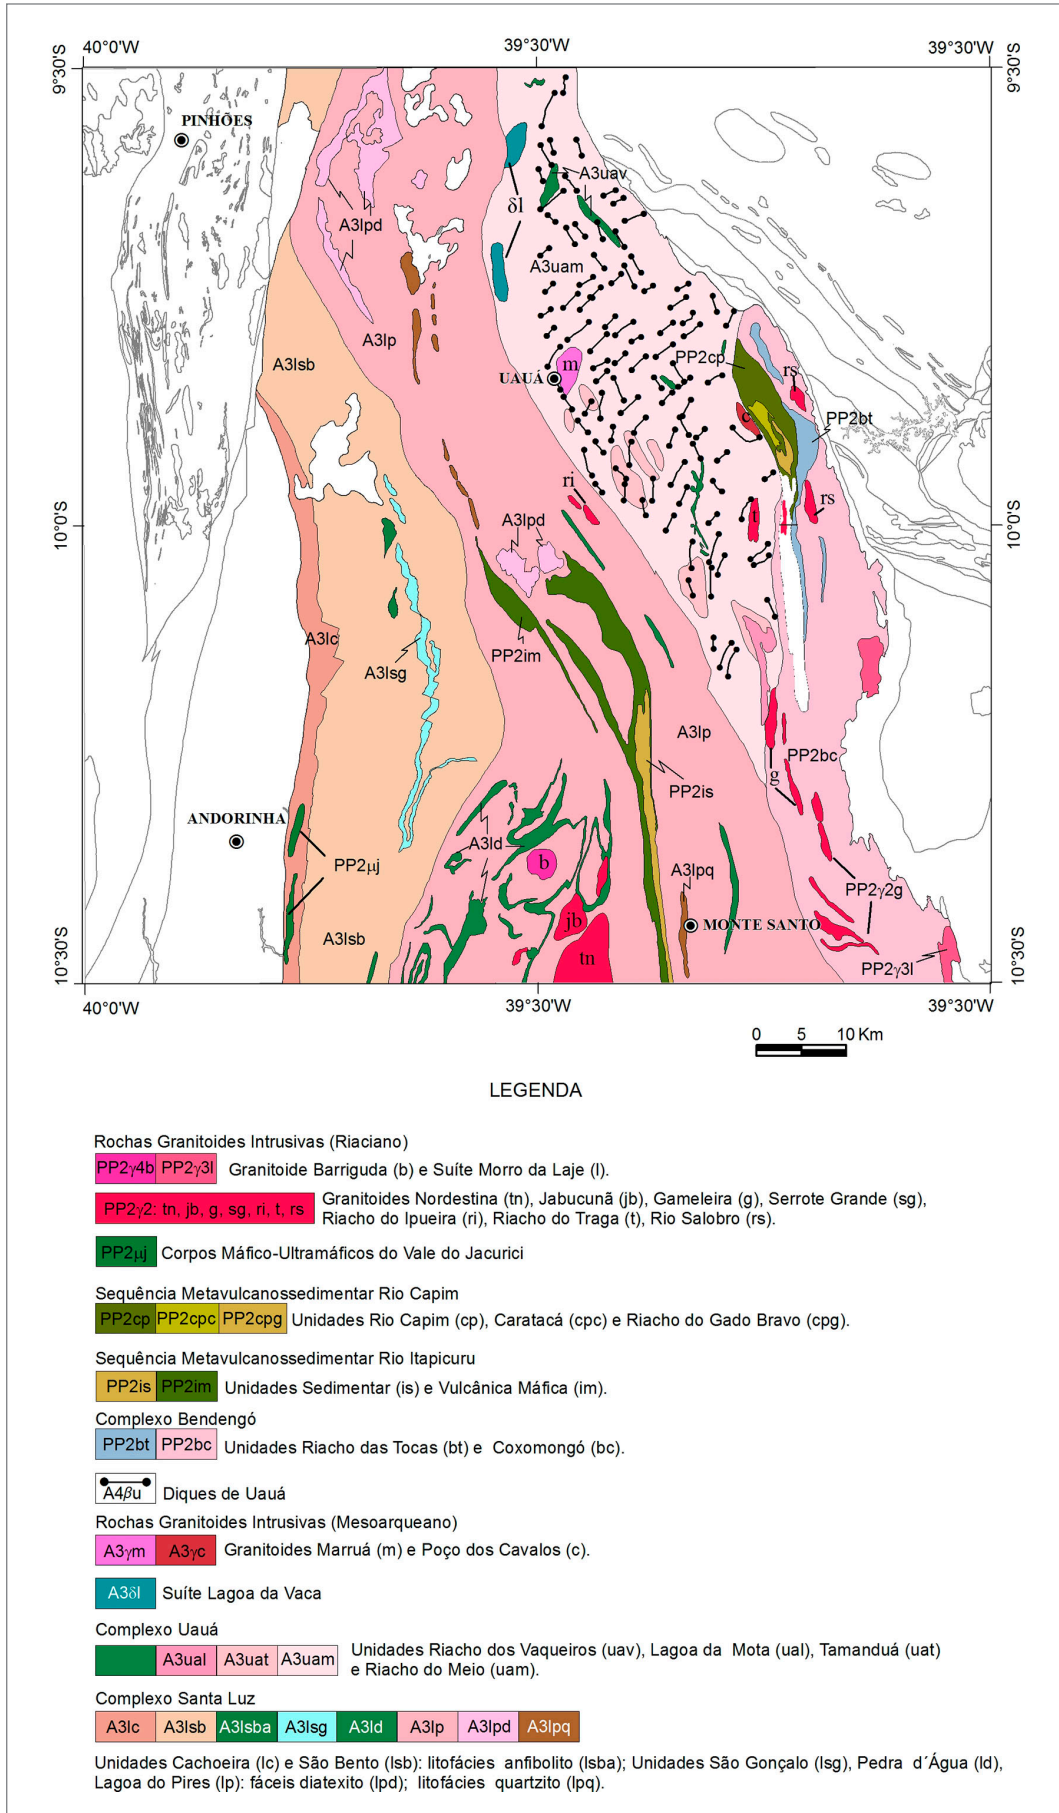 40°0'W
39°30'W
39°30'W
9°30'S
9°30'S
PINHÕES
A3uav
δl
A3lpd
A3uam
A3lp
A3lsb
PP2cp
UAUÁ
m
rs
c
PP2bt
ri
rs
t
10°0'S
10°0'S
A3lpd
A3lc
PP2im
A3lsg
A3lp
PP2bc
g
PP2is
ANDORINHA
A3ld
b
PP2μj
A3lpq
PP2γ2g
jb
MONTE SANTO
A3lsb
tn
PP2γ3l
10°30'S
10°30'S
40°0'W
39°30'W
39°30'W
0 5 10 Km
LEGENDA
Rochas Granitoides Intrusivas (Riaciano)
PP2γ4b PP2γ3l Granitoide Barriguda (b) e Suíte Morro da Laje (l).
PP2γ2: tn, jb, g, sg, ri, t, rs Granitoides Nordestina (tn), Jabucunã (jb), Gameleira (g), Serrote Grande (sg),
Riacho do Ipueira (ri), Riacho do Traga (t), Rio Salobro (rs).
PP2μj Corpos Máfico-Ultramáficos do Vale do Jacurici
Sequência Metavulcanossedimentar Rio Capim
PP2cp PP2cpc PP2cpg Unidades Rio Capim (cp), Caratacá (cpc) e Riacho do Gado Bravo (cpg).
Sequência Metavulcanossedimentar Rio Itapicuru
PP2is PP2im Unidades Sedimentar (is) e Vulcânica Máfica (im).
Complexo Bendengó
PP2bt PP2bc Unidades Riacho das Tocas (bt) e Coxomongó (bc).
A4βu Diques de Uauá
Rochas Granitoides Intrusivas (Mesoarqueano)
A3γm A3γc Granitoides Marruá (m) e Poço dos Cavalos (c).
A3δl Suíte Lagoa da Vaca
Complexo Uauá
A3ual A3uat A3uam Unidades Riacho dos Vaqueiros (uav), Lagoa da Mota (ual), Tamanduá (uat)
e Riacho do Meio (uam).
Complexo Santa Luz
A3lc A3lsb A3lsba A3lsg A3ld A3lp A3lpd A3lpq
Unidades Cachoeira (lc) e São Bento (lsb): litofácies anfibolito (lsba); Unidades São Gonçalo (lsg), Pedra d´Água (ld),
Lagoa do Pires (lp): fáceis diatexito (lpd); litofácies quartzito (lpq).